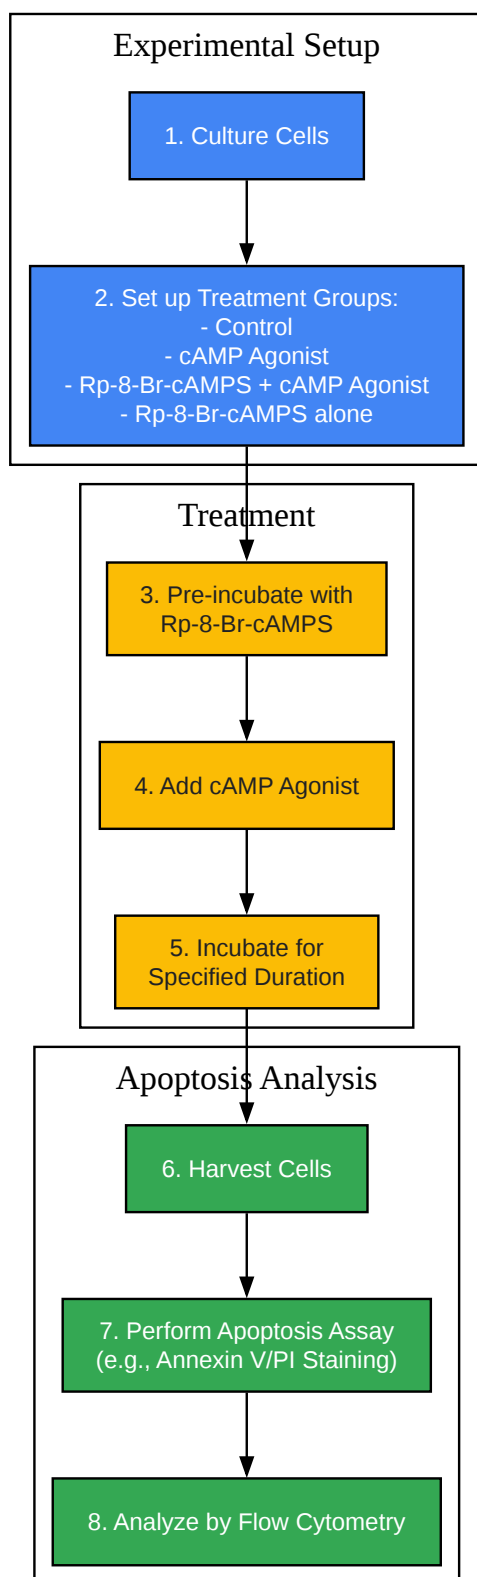 Experimental Setup
1. Culture Cells
2. Set up Treatment Groups:
- Control
- cAMP Agonist
- Rp-8-Br-cAMPS + cAMP Agonist
- Rp-8-Br-cAMPS alone
Treatment
3. Pre-incubate with
Rp-8-Br-cAMPS
4. Add cAMP Agonist
5. Incubate for
Specified Duration
Apoptosis Analysis
6. Harvest Cells
7. Perform Apoptosis Assay
(e.g., Annexin V/PI Staining)
8. Analyze by Flow Cytometry